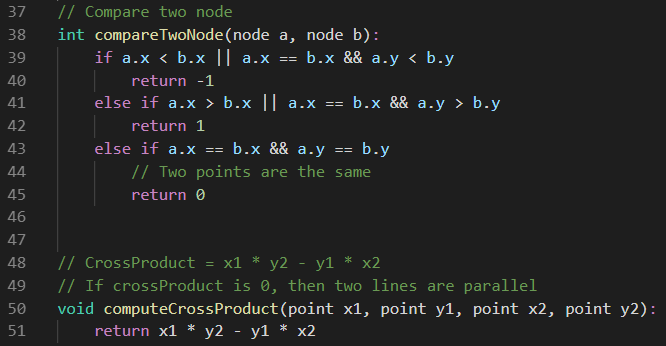 37 // Compare two node
38 int compareTwoNode(node a, node b):
39     if a.x < b.x || a.x == b.x && a.y < b.y
40         return -1
41     else if a.x > b.x || a.x == b.x && a.y > b.y
42         return 1
43     else if a.x == b.x && a.y == b.y
44         // Two points are the same
45         return 0
46
47
48 // CrossProduct = x1 * y2 - y1 * x2
49 // If crossProduct is 0, then two lines are parallel
50 void computeCrossProduct(point x1, point y1, point x2, point y2):
51     return x1 * y2 - y1 * x2